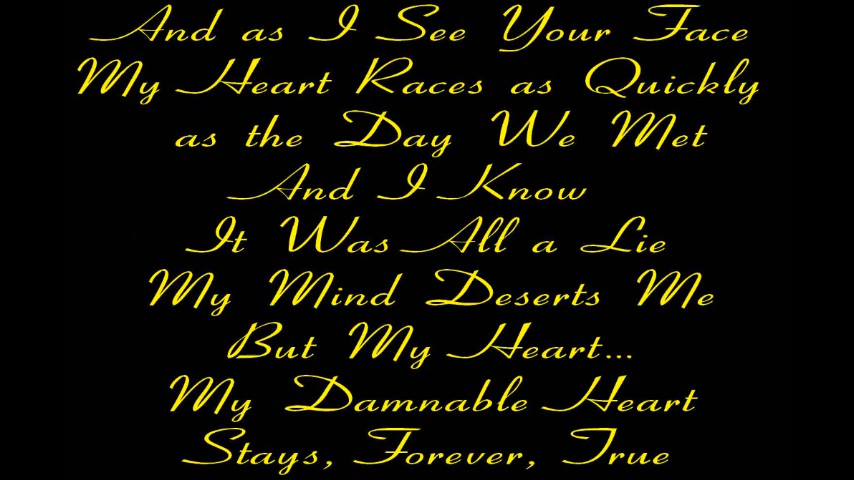 And as I See Your Face
My Heart Races as Quickly
as the Day We Met
And I Know
It Was All a Lie
My Mind Deserts Me
But My Heart...
My Damnable Heart
Stays, Forever, True